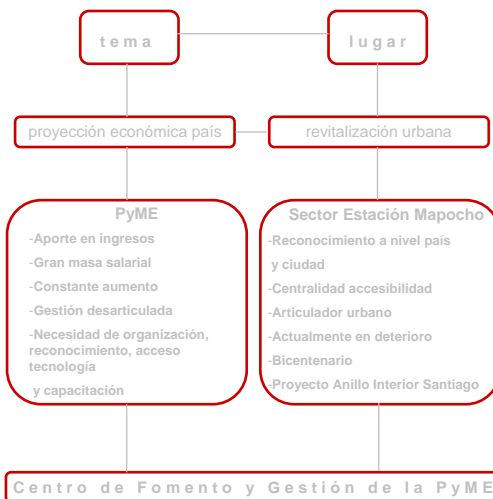 tema
lugar
proyección económica país
revitalización urbana
PyME
-Aporte en ingresos
-Gran masa salarial
-Constante aumento
-Gestión desarticulada
-Necesidad de organización,
reconocimiento, acceso
tecnología
y capacitación
Sector Estación Mapocho
-Reconocimiento a nivel país
y ciudad
-Centralidad accesibilidad
-Articulador urbano
-Actualmente en deterioro
-Bicentenario
-Proyecto Anillo Interior Santiago
Centro de Fomento y Gestión de la PyME